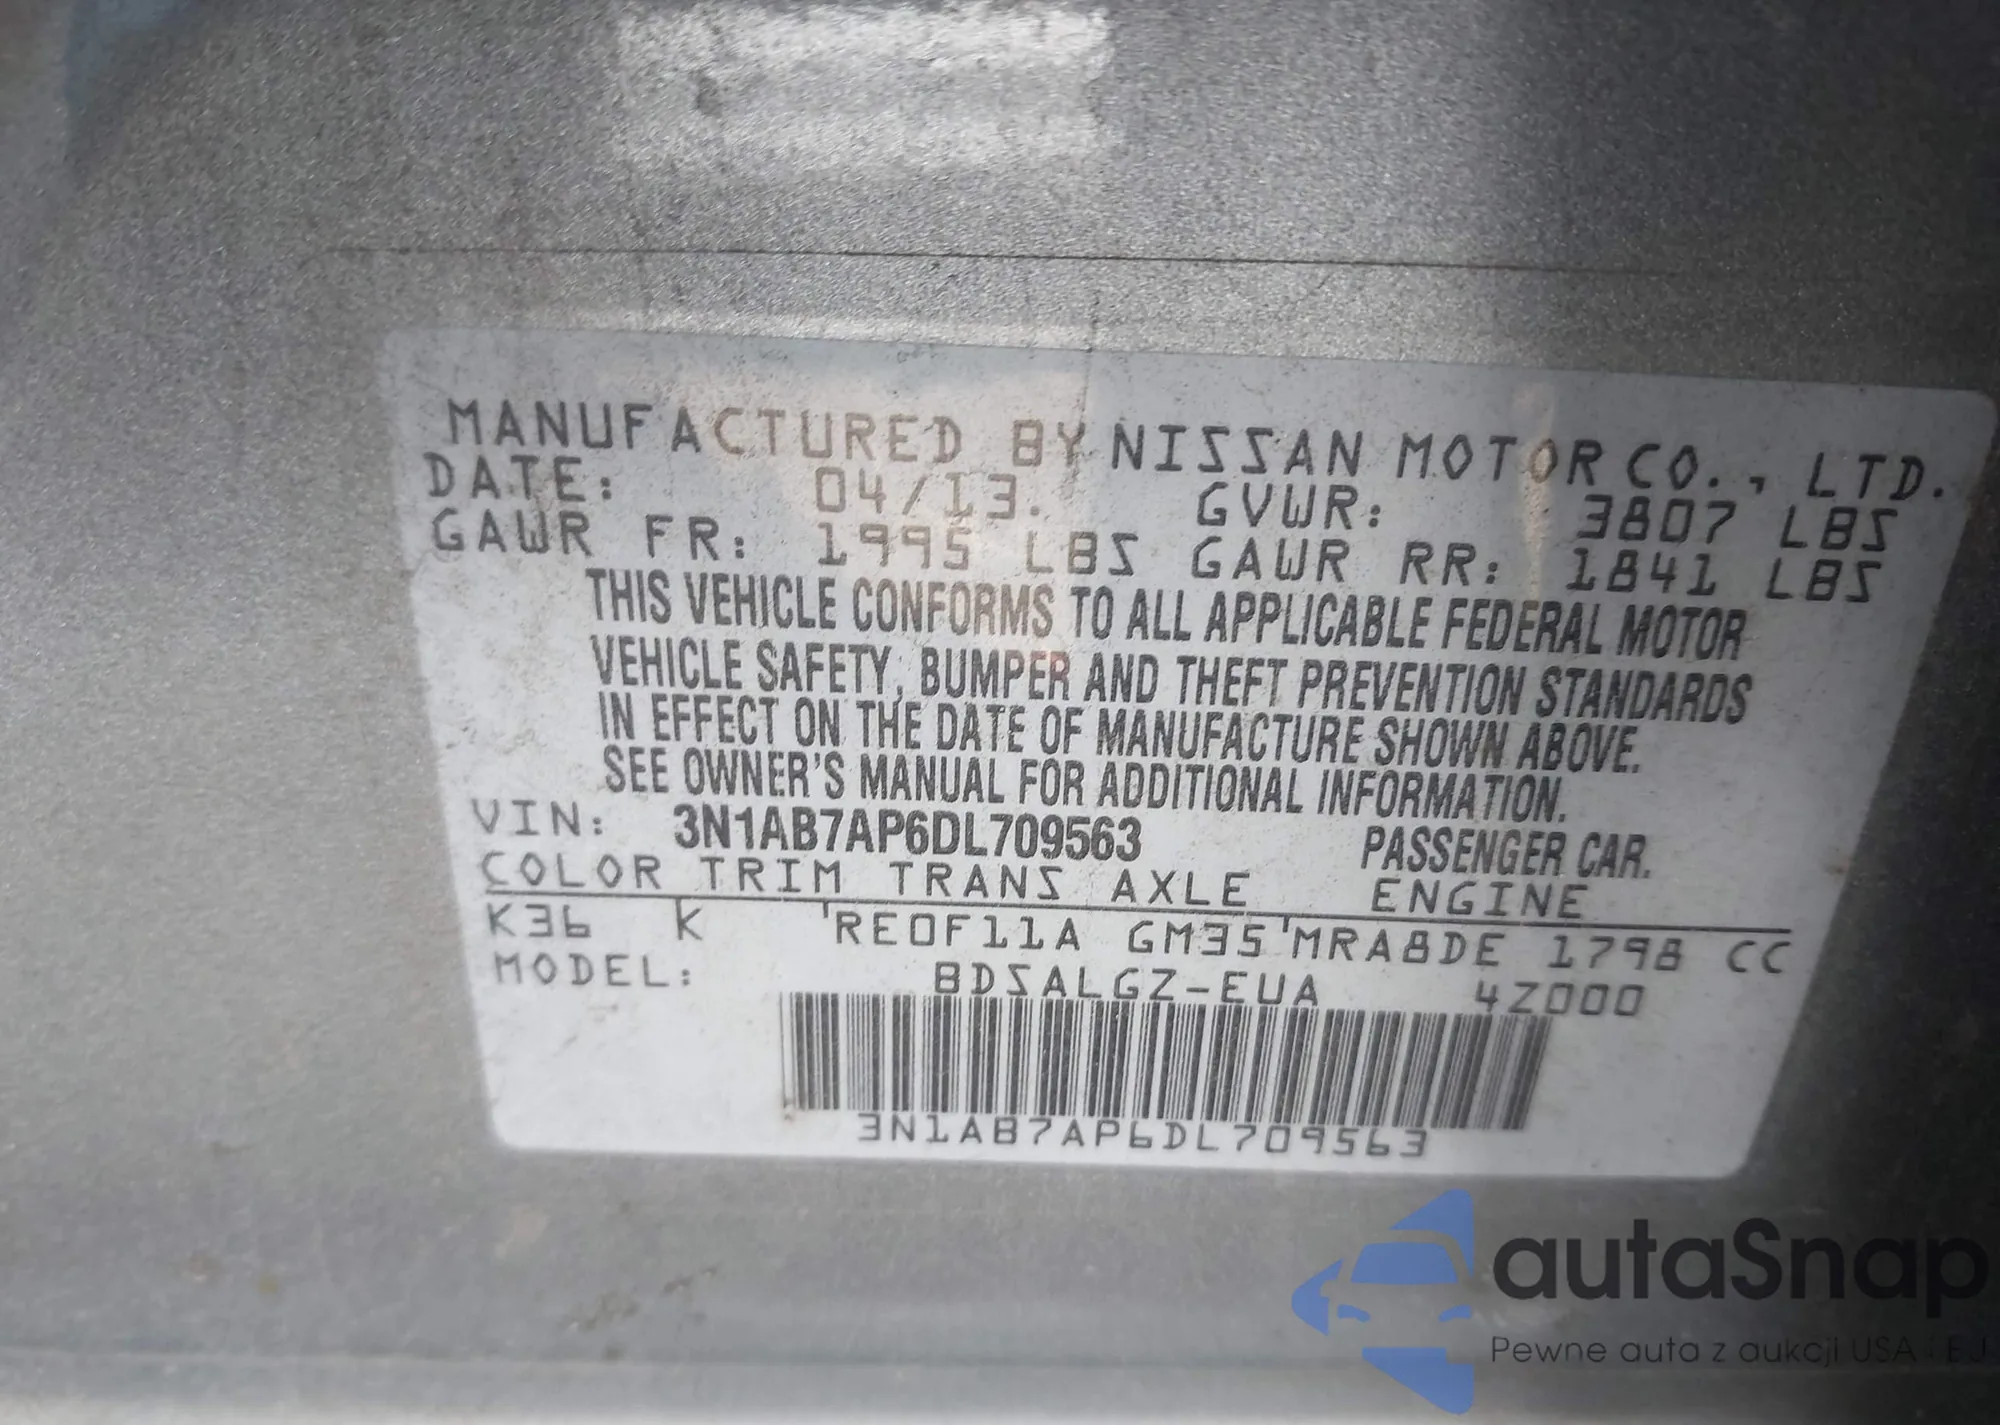 MANUFACTURED BY NISSAN MOTOR CO., LTD.
DATE: 04/13. GVWR: 3807 LBS
GAWR FR: 1995 LBS GAWR RR: 1841 LBS
THIS VEHICLE CONFORMS TO ALL APPLICABLE FEDERAL MOTOR
VEHICLE SAFETY, BUMPER AND THEFT PREVENTION STANDARDS
IN EFFECT ON THE DATE OF MANUFACTURE SHOWN ABOVE.
SEE OWNER'S MANUAL FOR ADDITIONAL INFORMATION.
VIN: 3N1AB7AP6DL709563 PASSENGER CAR.
COLOR TRIM TRANS AXLE ENGINE
K36 K 'RE0F11A GM35'MRA8DE 1798 CC
MODEL: BDSALGZ-EUA 4Z000
3N1AB7AP6DL709563
autaSnap
Pewne auta z aukcji USA i EJ